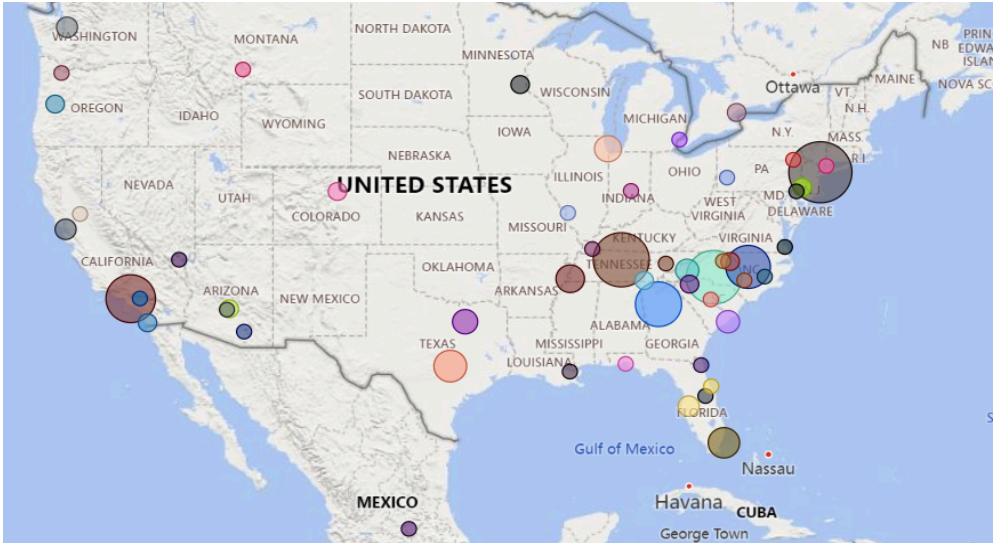 WASHINGTON
MONTANA
NORTH DAKOTA
MINNESOTA
NB
PRIN
EDWA
ISLAN
NOVA SC
MAINE
Ottawa
VT.
N.H.
OREGON
IDAHO
SOUTH DAKOTA
WISCONSIN
WYOMING
MICHIGAN
IOWA
N.Y.
MASS
R.I.
NEBRASKA
ILLINOIS
OHIO
PA
NEVADA
UTAH
UNITED STATES
INDIANA
MD
DELAWARE
COLORADO
KANSAS
MISSOURI
WEST
VIRGINIA
KENTUCKY
VIRGINIA
CALIFORNIA
OKLAHOMA
TENNESSEE
ARIZONA
NEW MEXICO
ARKANSAS
TEXAS
MISSISSIPPI
ALABAMA
GEORGIA
LOUISIANA
FLORIDA
Gulf of Mexico
Nassau
MEXICO
Havana
CUBA
George Town